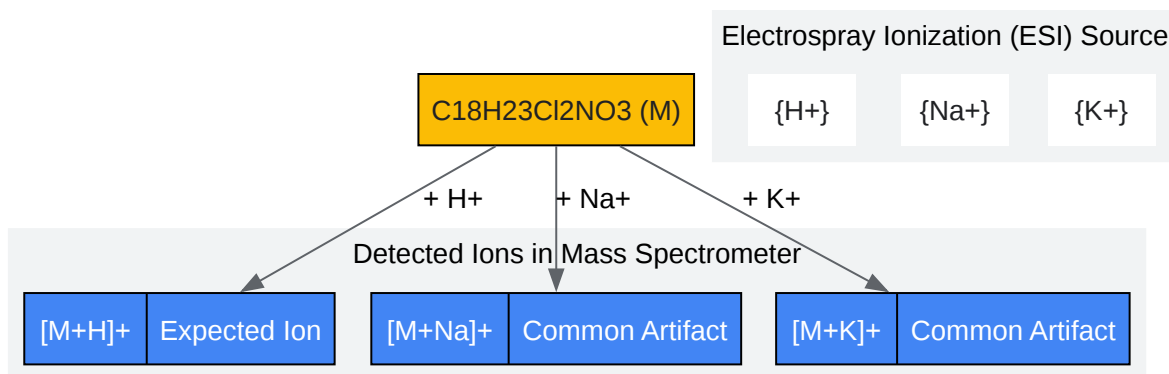 Electrospray Ionization (ESI) Source
C18H23Cl2NO3 (M)
{H+}
{Na+}
{K+}
+ H+
+ Na+
+ K+
Detected Ions in Mass Spectrometer
[M+H]+
Expected Ion
[M+Na]+
Common Artifact
[M+K]+
Common Artifact